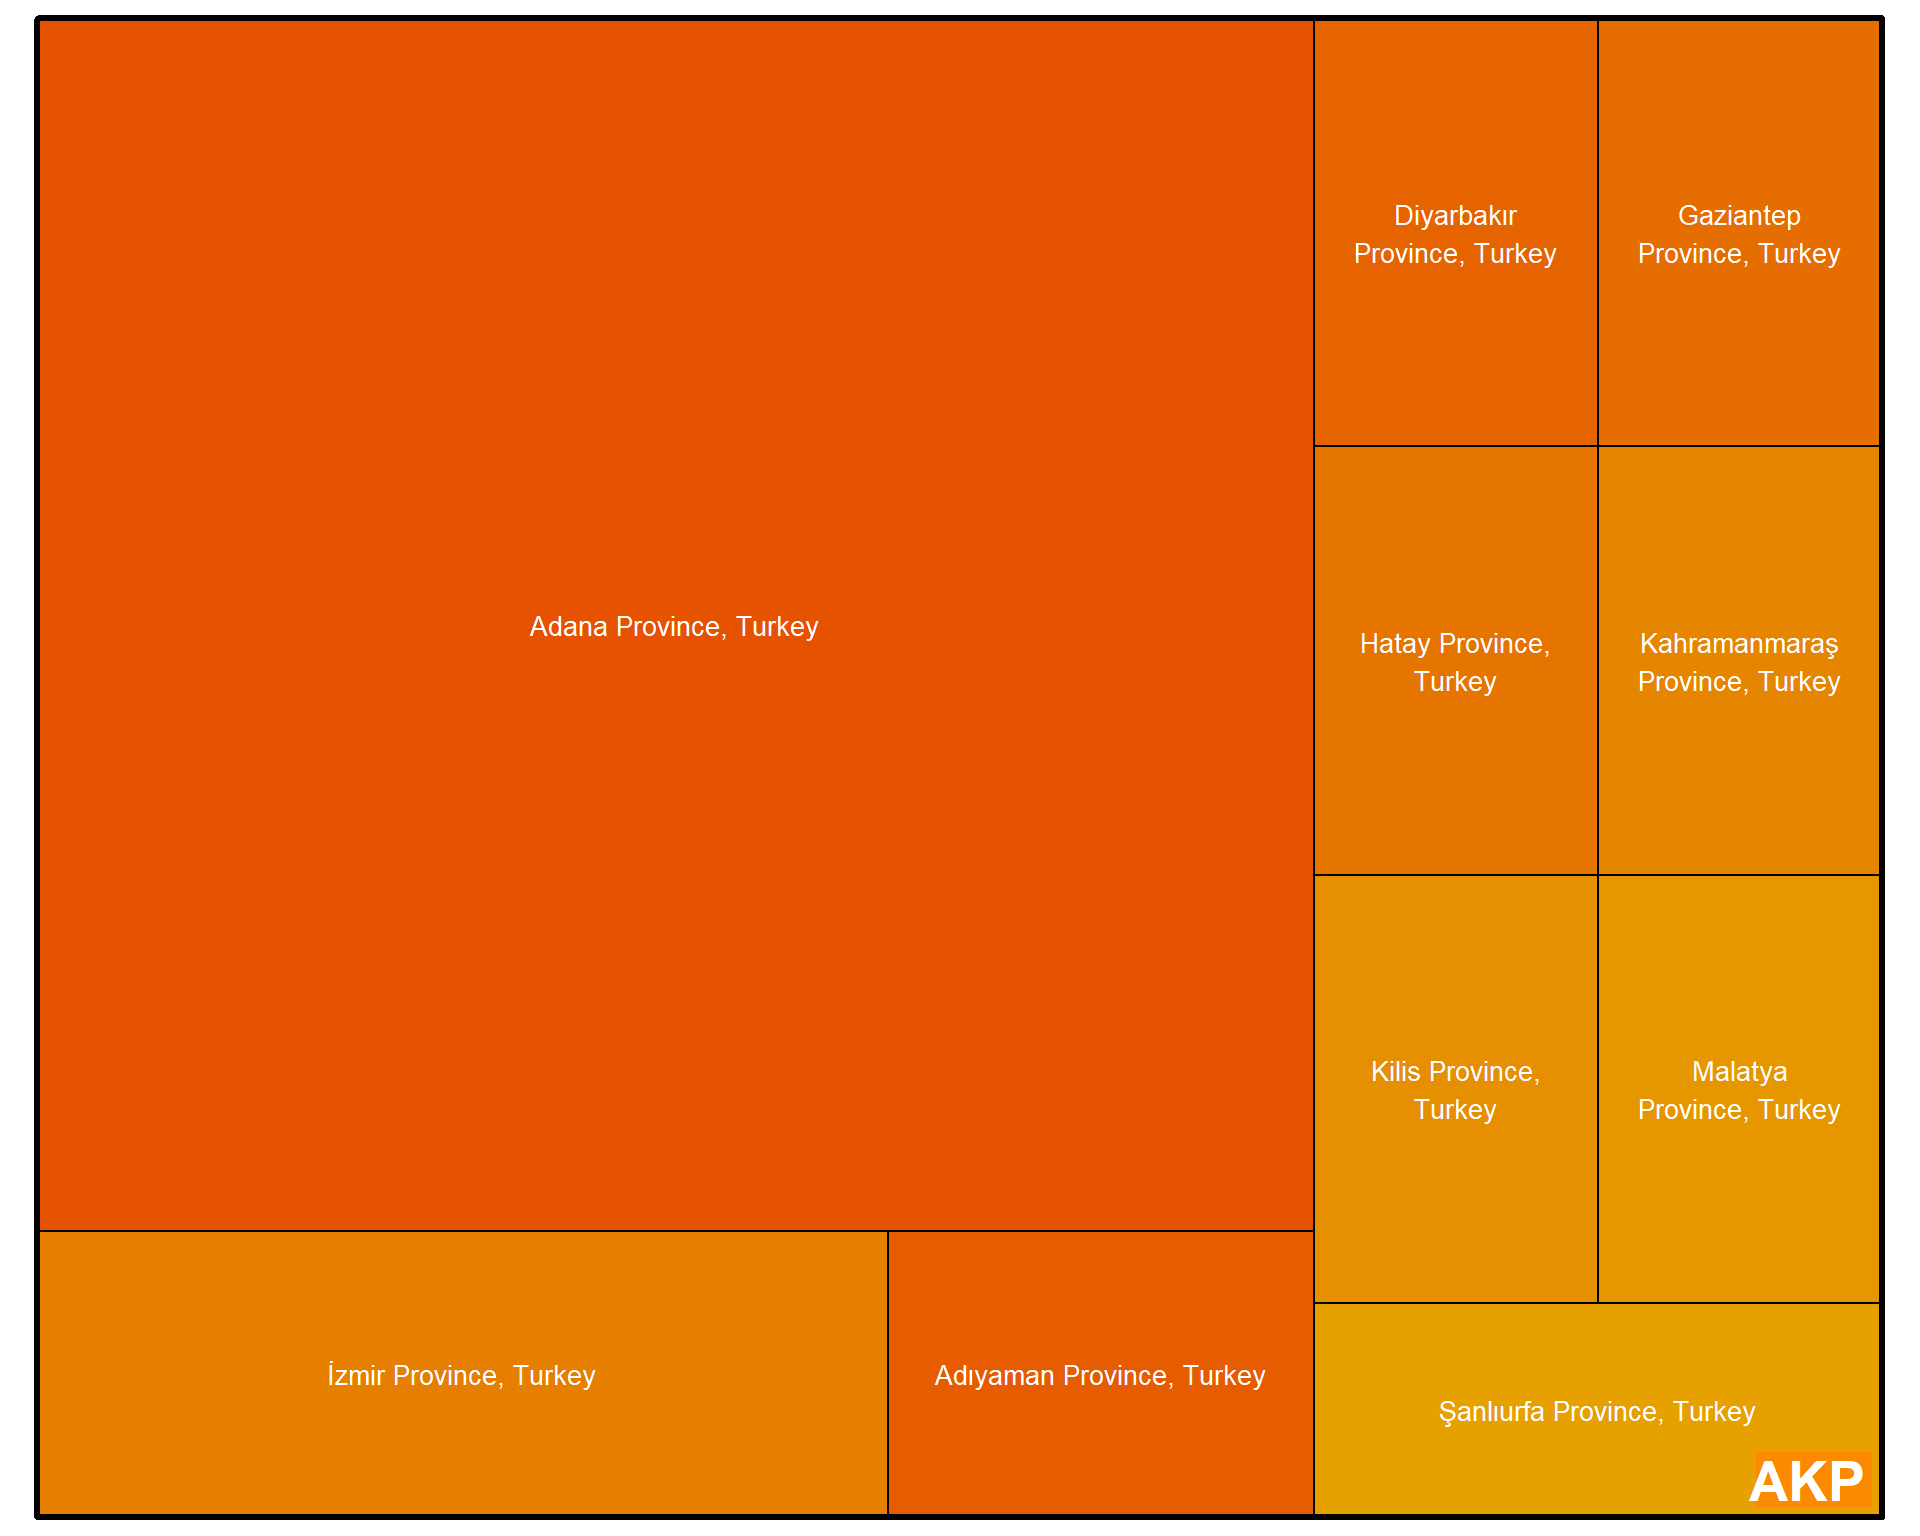 Adana Province, Turkey
Diyarbakır
Province, Turkey
Gaziantep
Province, Turkey
Hatay Province,
Turkey
Kahramanmaraş
Province, Turkey
Kilis Province,
Turkey
Malatya
Province, Turkey
İzmir Province, Turkey
Adıyaman Province, Turkey
Şanlıurfa Province, Turkey
AKP